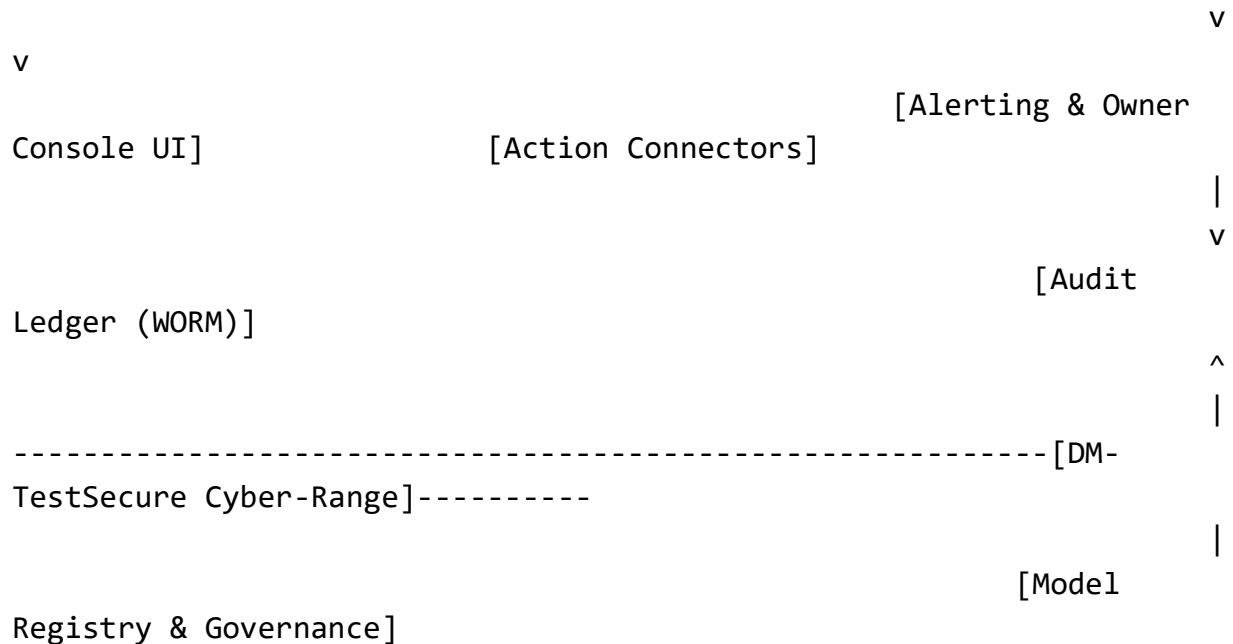 v
v
[Alerting & Owner
Console UI] [Action Connectors]
|
v
[Audit
Ledger (WORM)]
^
|
------------------------------------------------------------[DM-
TestSecure Cyber-Range]----------
|
[Model
Registry & Governance]